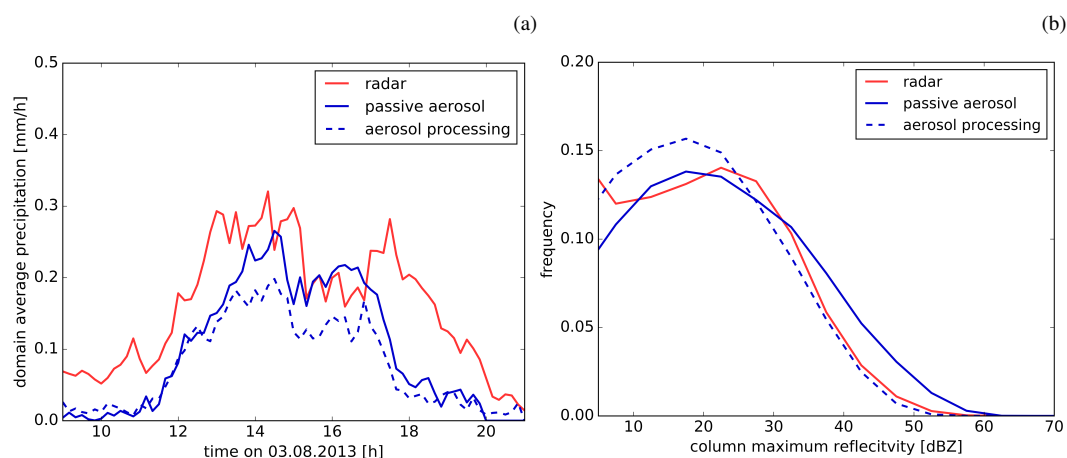 (a)
0.5
0.4
0.3
0.2
0.1
0.0
domain average precipitation [mm/h]
radar
passive aerosol
aerosol processing
10 12 14 16 18 20
time on 03.08.2013 [h]
(b)
0.20
0.15
0.10
0.05
0.00
frequency
radar
passive aerosol
aerosol processing
10 20 30 40 50 60 70
column maximum reflecitvity [dBZ]